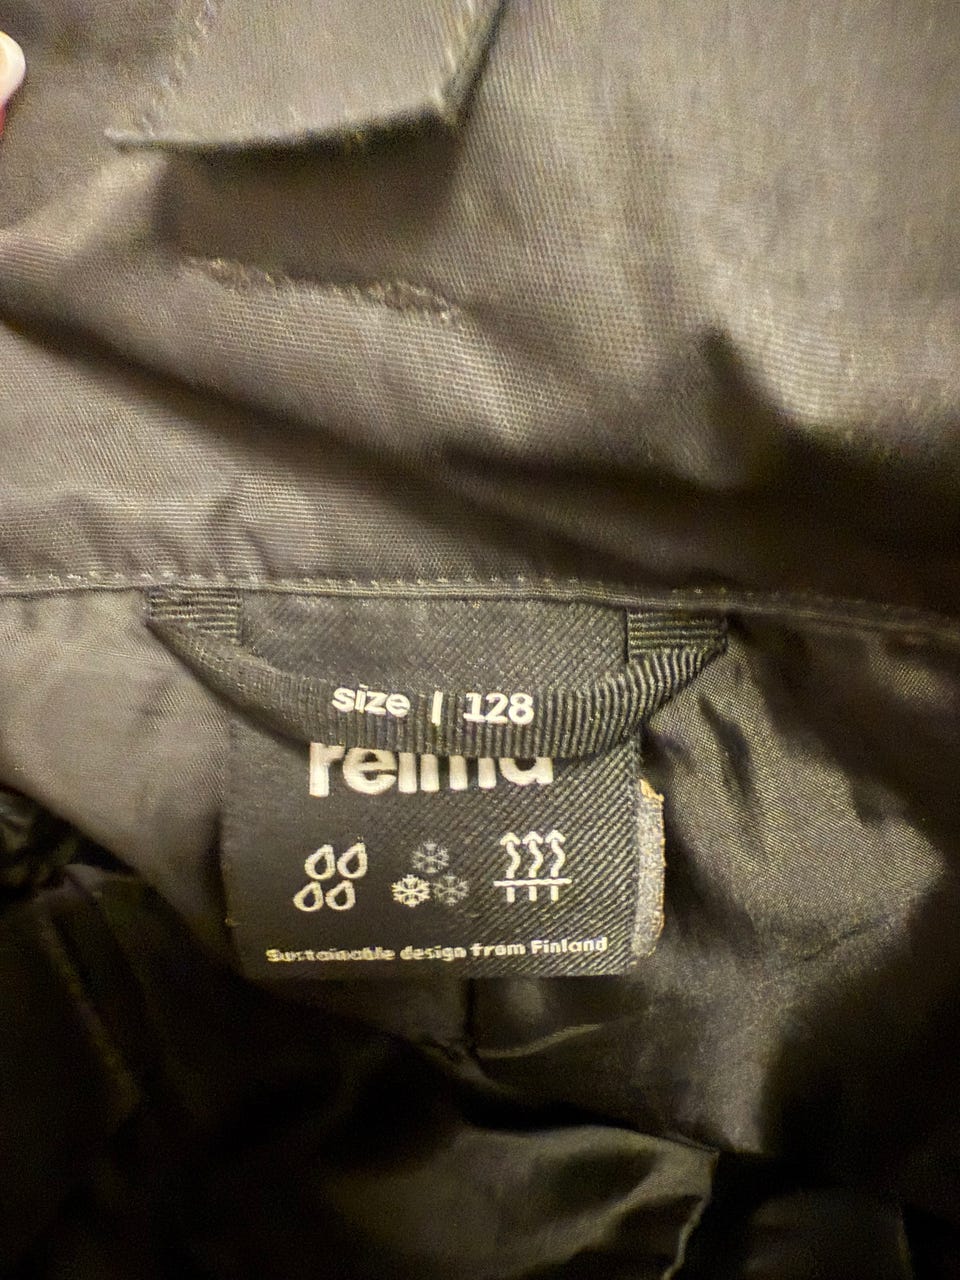 size | 128
reima
Sustainable design from Finland